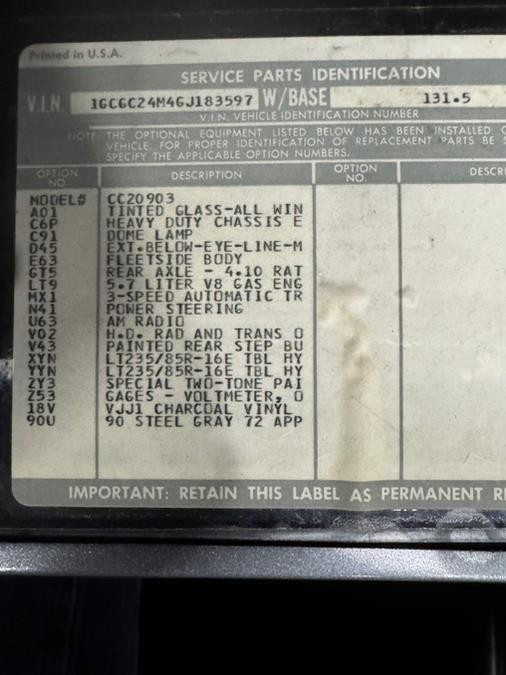 Printed in U.S.A.
SERVICE PARTS IDENTIFICATION
V.I.N. 1GCGC24M4GJ183597 W/BASE 131.5
V.I.N. VEHICLE IDENTIFICATION NUMBER
NOTE THE OPTIONAL EQUIPMENT LISTED BELOW HAS BEEN INSTALLED O
VEHICLE. FOR PROPER IDENTIFICATION OF REPLACEMENT PARTS BE S
SPECIFY THE APPLICABLE OPTION NUMBERS.
OPTION NO. DESCRIPTION OPTION NO. DESCRI
MODEL# CC20903
A01 TINTED GLASS-ALL WIN
C6P HEAVY DUTY CHASSIS E
C91 DOME LAMP
D45 EXT.BELOW-EYE-LINE-M
E63 FLEETSIDE BODY
GT5 REAR AXLE - 4.10 RAT
LT9 5.7 LITER V8 GAS ENG
MX1 3-SPEED AUTOMATIC TR
N41 POWER STEERING
U63 AM RADIO
V02 H.D. RAD AND TRANS O
V43 PAINTED REAR STEP BU
XYN LT235/85R-16E TBL HY
YYN LT235/85R-16E TBL HY
ZY3 SPECIAL TWO-TONE PAI
Z53 GAGES - VOLTMETER, O
18V VJJ1 CHARCOAL VINYL
90U 90 STEEL GRAY 72 APP
IMPORTANT: RETAIN THIS LABEL AS PERMANENT R